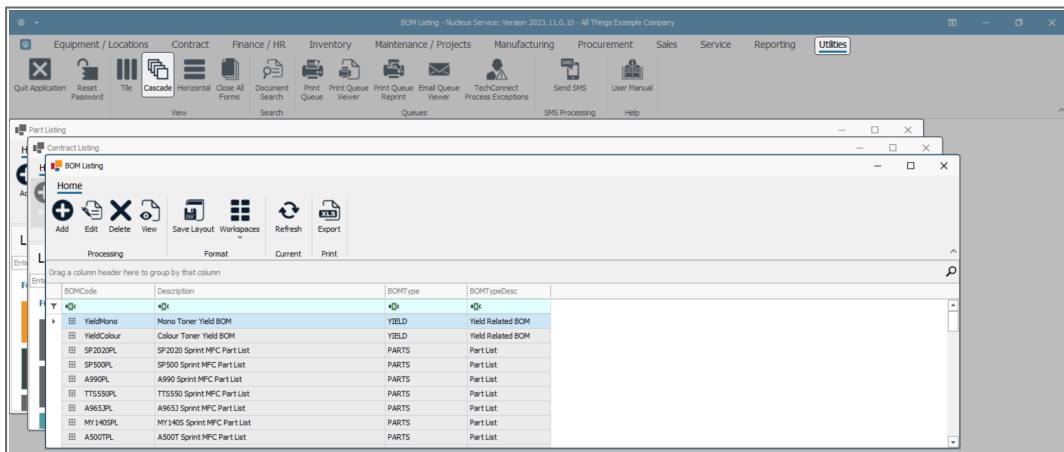 BOM Listing - Nucleus Service: Version 2023.11.0.10 - All Things Example Company
Equipment / Locations Contract Finance / HR Inventory Maintenance / Projects Manufacturing Procurement Sales Service Reporting Utilities
Quit Application Reset Password Tile Cascade Horizontal Close All Forms Document Search Print Queue Print Queue Viewer Print Queue Reprint Email Queue Viewer TechConnect Process Exceptions Send SMS User Manual
View Search Queues SMS Processing Help
Part Listing
Contract Listing
BOM Listing
Home
Add Edit Delete View Save Layout Workspaces Refresh Export
Processing Format Current Print
Drag a column header here to group by that column
BOMCode Description BOMType BOMTypeDesc
YieldMono Mono Toner Yield BOM YIELD Yield Related BOM
YieldColour Colour Toner Yield BOM YIELD Yield Related BOM
SP2020PL SP2020 Sprint MFC Part List PARTS Part List
SP500PL SP500 Sprint MFC Part List PARTS Part List
A990PL A990 Sprint MFC Part List PARTS Part List
TTS550PL TTS550 Sprint MFC Part List PARTS Part List
A965JPL A965J Sprint MFC Part List PARTS Part List
MY140SPL MY140S Sprint MFC Part List PARTS Part List
A500TPL A500T Sprint MFC Part List PARTS Part List